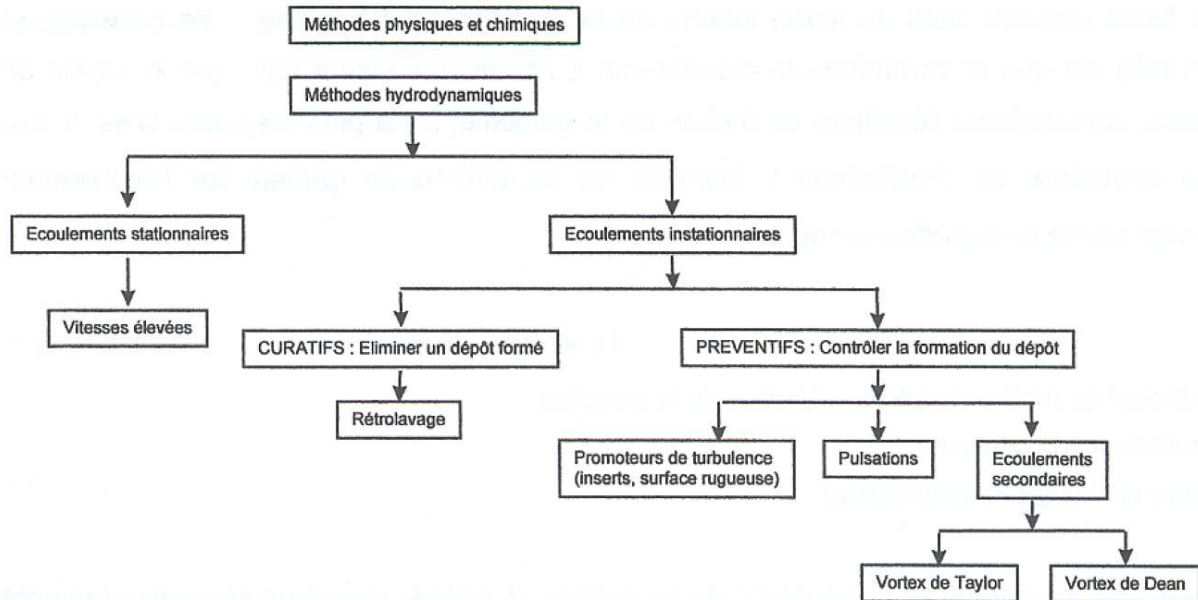 Méthodes physiques et chimiques
Méthodes hydrodynamiques
Ecoulements stationnaires
Ecoulements instationnaires
Vitesses élevées
CURATIFS : Eliminer un dépôt formé
PREVENTIFS : Contrôler la formation du dépôt
Rétrolavage
Promoteurs de turbulence
(inserts, surface rugueuse)
Pulsations
Ecoulements
secondaires
Vortex de Taylor
Vortex de Dean